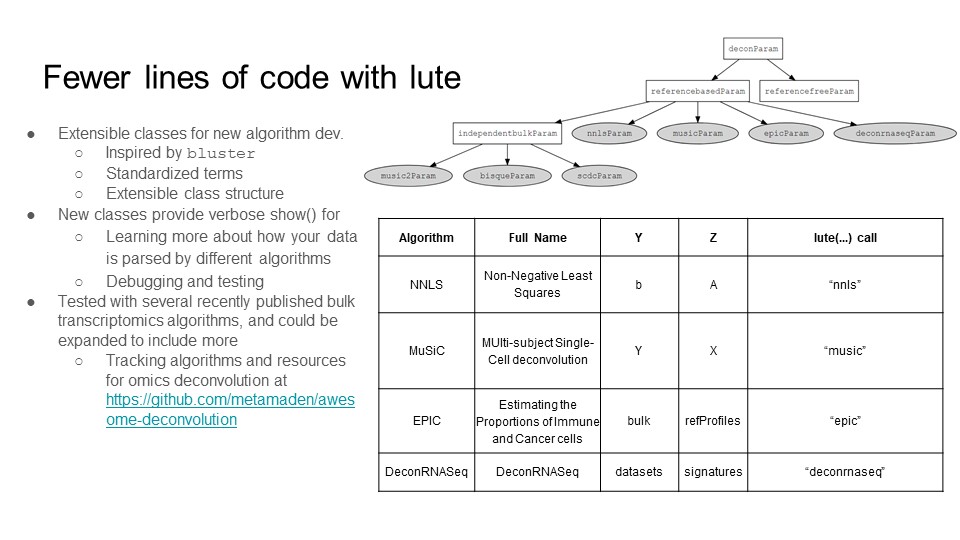 Fewer lines of code with lute
● Extensible classes for new algorithm dev.
○ Inspired by bluster
○ Standardized terms
○ Extensible class structure
● New classes provide verbose show() for
○ Learning more about how your data
is parsed by different algorithms
○ Debugging and testing
● Tested with several recently published bulk
transcriptomics algorithms, and could be
expanded to include more
○ Tracking algorithms and resources
for omics deconvolution at
https://github.com/metamaden/awes
ome-deconvolution
deconParam
referencebasedParam referencefreeParam
independentbulkParam nnlsParam musicParam epicParam deconrnaseqParam
music2Param bisqueParam scdcParam
Algorithm Full Name Y Z lute(...) call
NNLS Non-Negative Least
Squares b A “nnls”
MuSiC MUlti-subject Single-
Cell deconvolution Y X “music”
EPIC Estimating the
Proportions of Immune
and Cancer cells bulk refProfiles “epic”
DeconRNASeq DeconRNASeq datasets signatures “deconrnaseq”